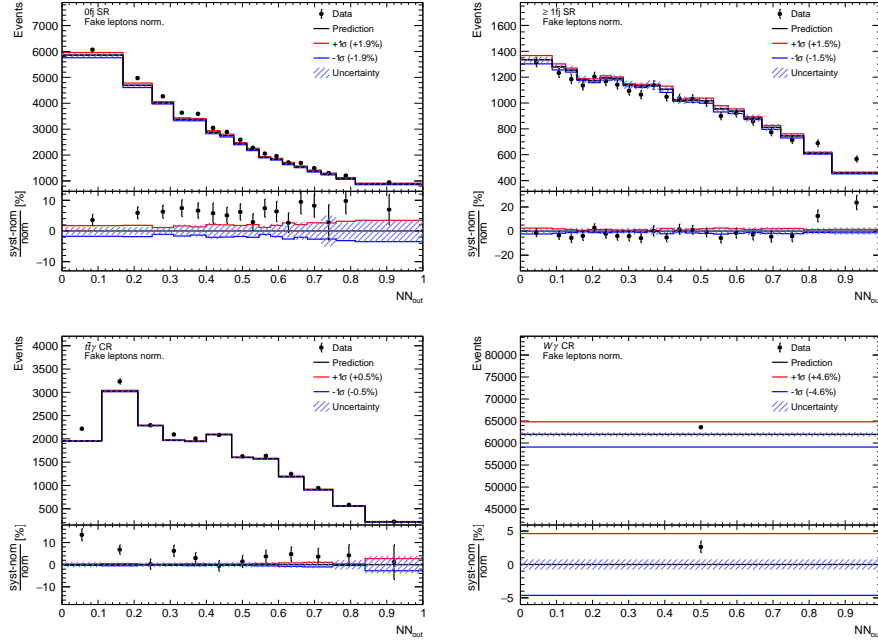 Events
0fj SR
Fake leptons norm.
Data
Prediction
+1σ (+1.9%)
-1σ (-1.9%)
Uncertainty
6000
5000
4000
3000
2000
1000
syst-nom
nom
[%]
10
0
−10
0 0.1 0.2 0.3 0.4 0.5 0.6 0.7 0.8 0.9 1
NNout
Events
≥ 1fj SR
Fake leptons norm.
Data
Prediction
+1σ (+1.5%)
-1σ (-1.5%)
Uncertainty
1800
1600
1400
1200
1000
800
600
400
syst-nom
nom
[%]
20
0
−20
0 0.1 0.2 0.3 0.4 0.5 0.6 0.7 0.8 0.9
NNout
Events
tt̄γ CR
Fake leptons norm.
Data
Prediction
+1σ (+0.5%)
-1σ (-0.5%)
Uncertainty
4000
3500
3000
2500
2000
1500
1000
500
syst-nom
nom
[%]
10
0
−10
0 0.1 0.2 0.3 0.4 0.5 0.6 0.7 0.8 0.9 1
NNout
Events
Wγ CR
Fake leptons norm.
Data
Prediction
+1σ (+4.6%)
-1σ (-4.6%)
Uncertainty
80000
75000
70000
65000
60000
55000
50000
45000
syst-nom
nom
[%]
5
0
−5
0 0.1 0.2 0.3 0.4 0.5 0.6 0.7 0.8 0.9
NNout